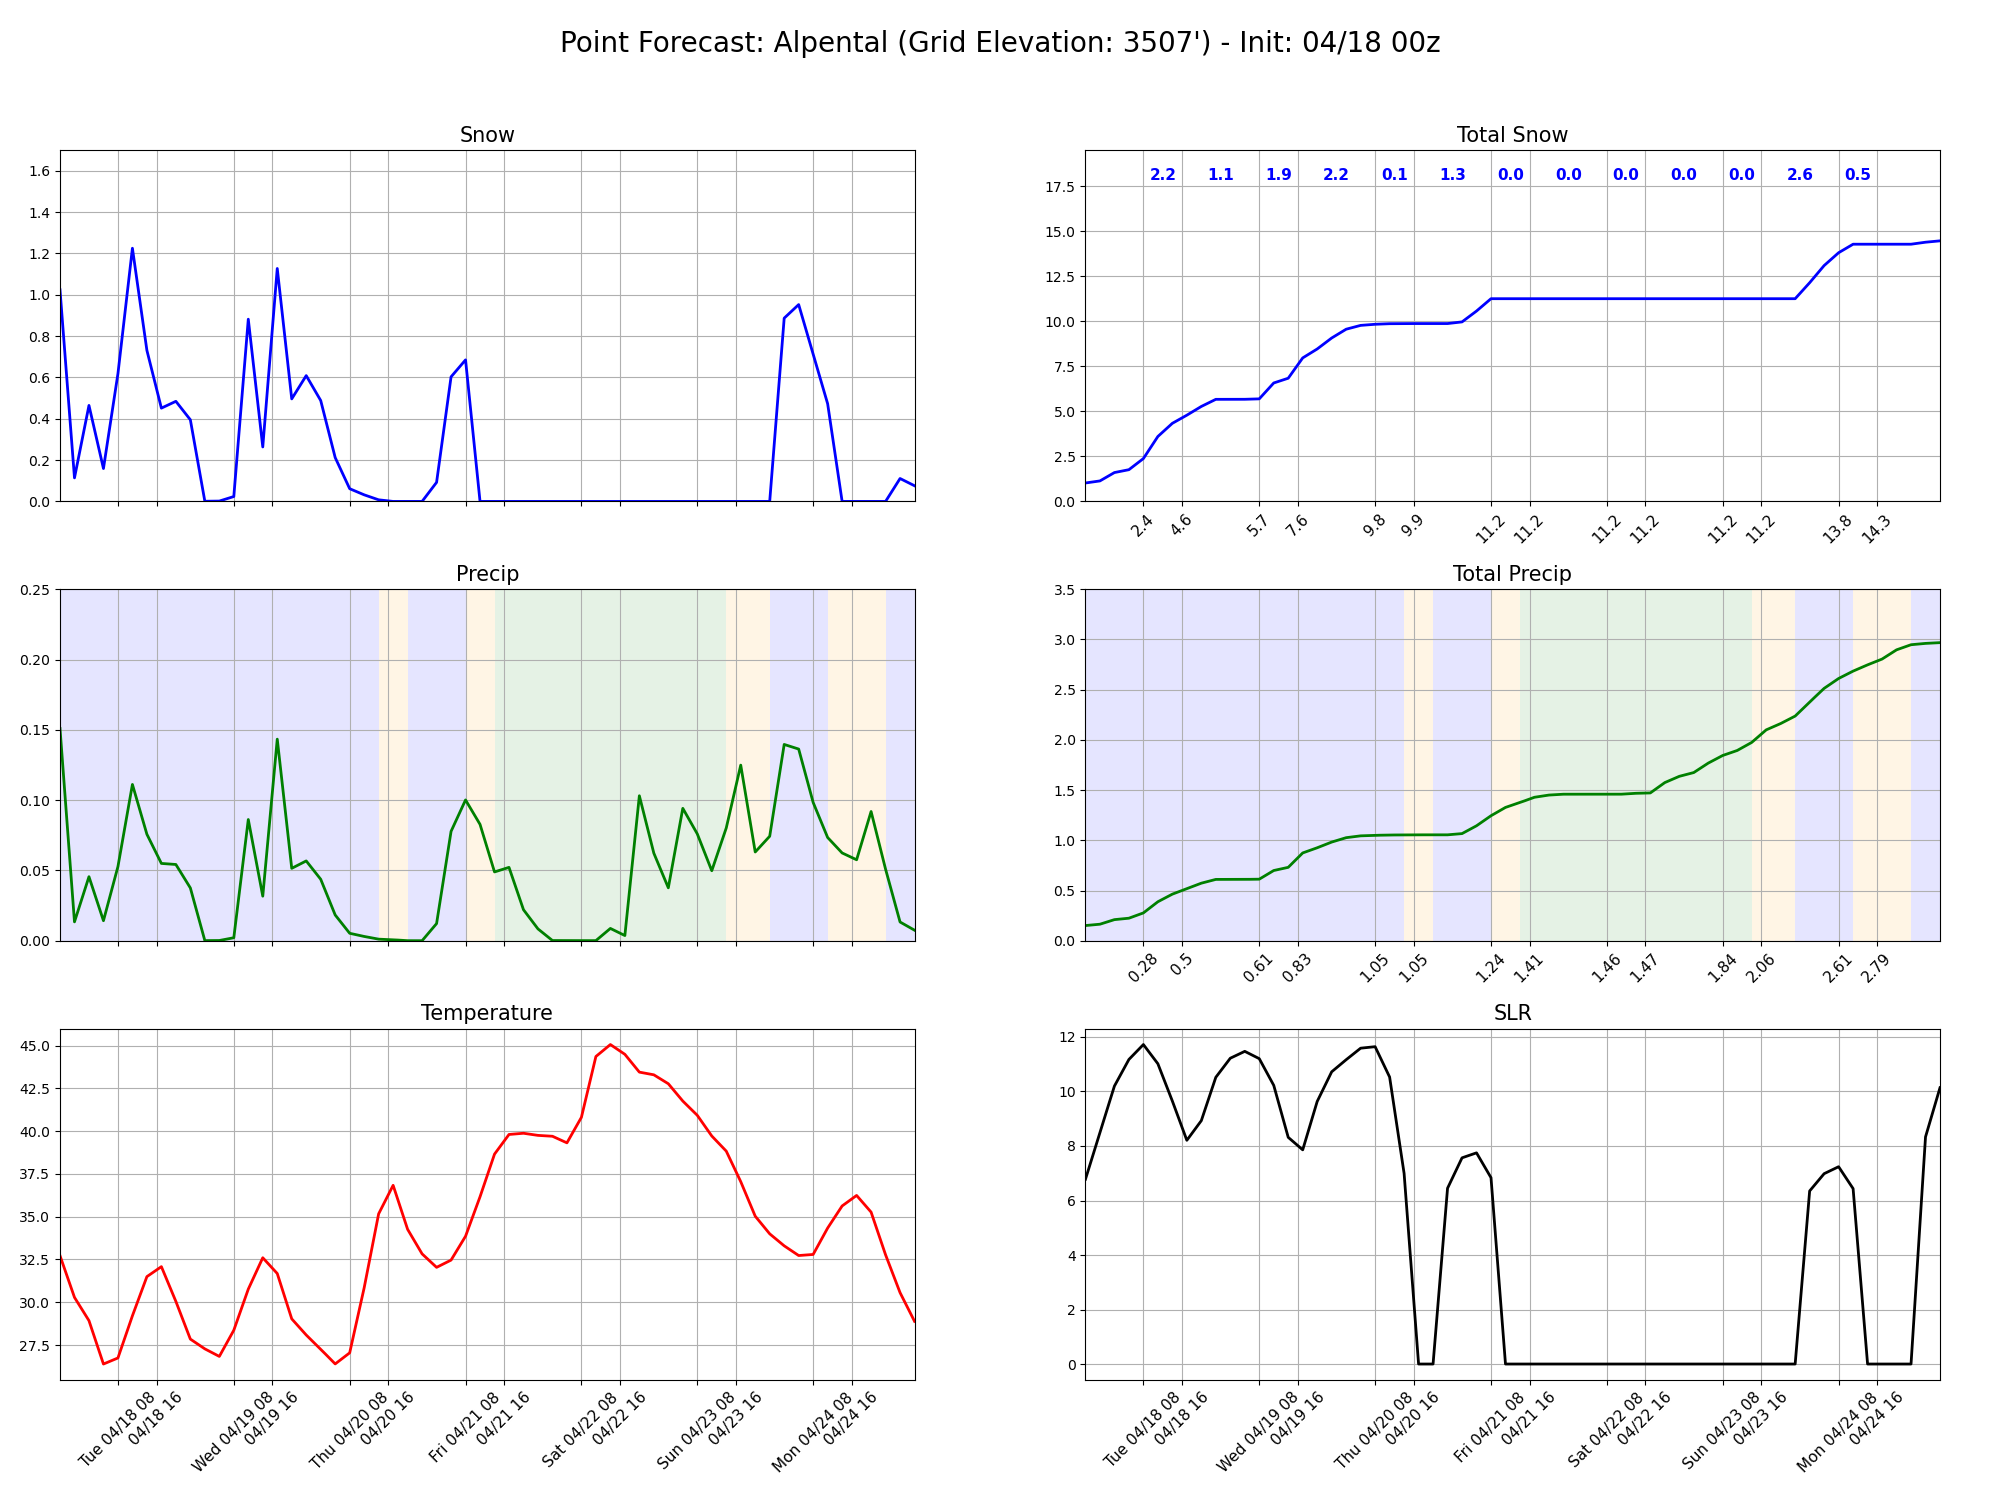 Point Forecast: Alpental (Grid Elevation: 3507') - Init: 04/18 00z
Snow
1.6
1.4
1.2
1.0
0.8
0.6
0.4
0.2
0.0
Total Snow
2.2 1.1 1.9 2.2 0.1 1.3 0.0 0.0 0.0 0.0 0.0 2.6 0.5
17.5
15.0
12.5
10.0
7.5
5.0
2.5
0.0
2.4 4.6 5.7 7.6 9.8 9.9 11.2 11.2 11.2 11.2 11.2 11.2 13.8 14.3
Precip
0.25
0.20
0.15
0.10
0.05
0.00
Total Precip
3.5
3.0
2.5
2.0
1.5
1.0
0.5
0.0
0.28 0.5 0.61 0.83 1.05 1.05 1.24 1.41 1.46 1.47 1.84 2.06 2.61 2.79
Temperature
45.0
42.5
40.0
37.5
35.0
32.5
30.0
27.5
Tue 04/18 08
04/18 16
Wed 04/19 08
04/19 16
Thu 04/20 08
04/20 16
Fri 04/21 08
04/21 16
Sat 04/22 08
04/22 16
Sun 04/23 08
04/23 16
Mon 04/24 08
04/24 16
SLR
12
10
8
6
4
2
0
Tue 04/18 08
04/18 16
Wed 04/19 08
04/19 16
Thu 04/20 08
04/20 16
Fri 04/21 08
04/21 16
Sat 04/22 08
04/22 16
Sun 04/23 08
04/23 16
Mon 04/24 08
04/24 16